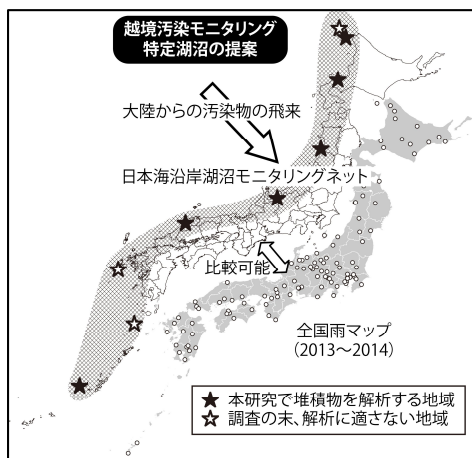 越境汚染モニタリング
特定湖沼の提案
大陸からの汚染物の飛来
日本海沿岸湖沼モニタリングネット
比較可能
全国雨マップ
(2013~2014)
★ 本研究で堆積物を解析する地域
☆ 調査の末、解析に適さない地域